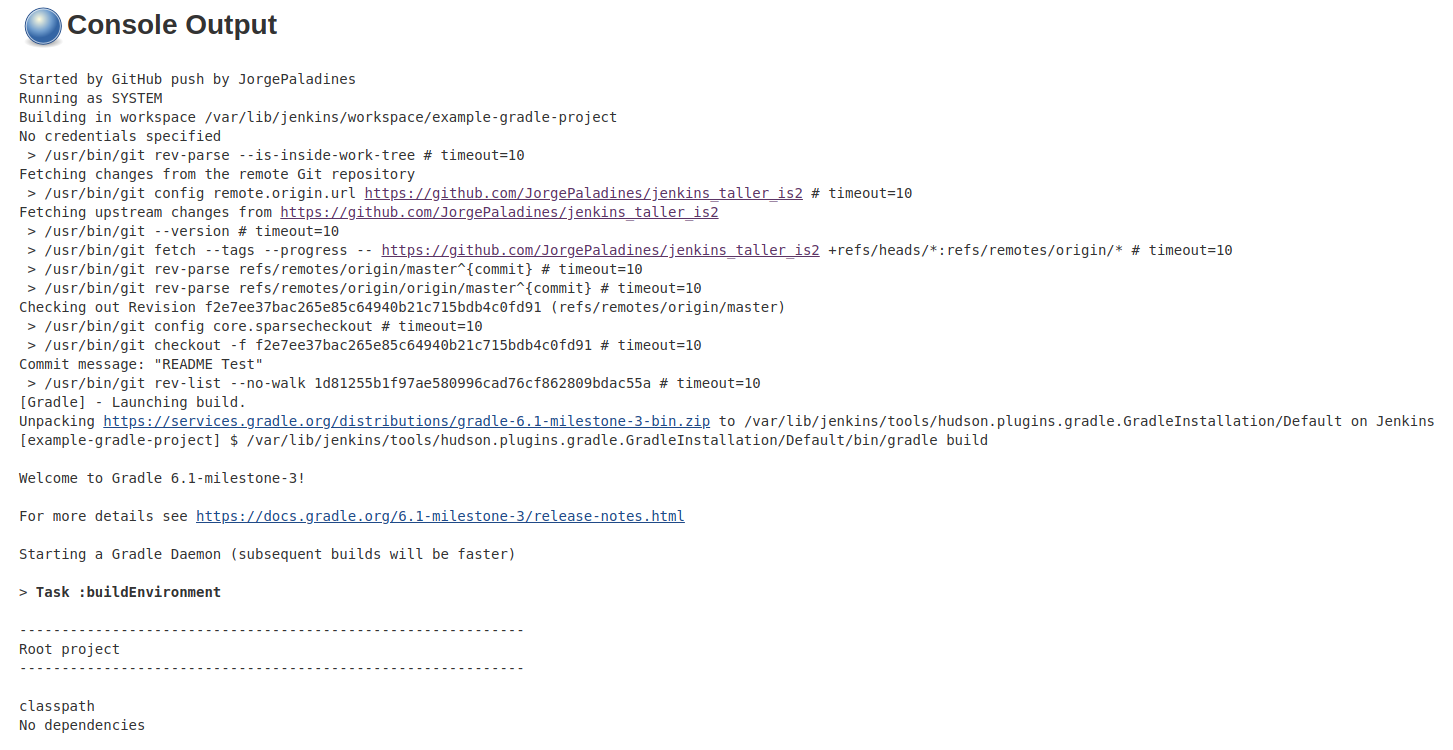 Console Output
Started by GitHub push by JorgePaladines
Running as SYSTEM
Building in workspace /var/lib/jenkins/workspace/example-gradle-project
No credentials specified
 > /usr/bin/git rev-parse --is-inside-work-tree # timeout=10
Fetching changes from the remote Git repository
 > /usr/bin/git config remote.origin.url https://github.com/JorgePaladines/jenkins_taller_is2 # timeout=10
Fetching upstream changes from https://github.com/JorgePaladines/jenkins_taller_is2
 > /usr/bin/git --version # timeout=10
 > /usr/bin/git fetch --tags --progress -- https://github.com/JorgePaladines/jenkins_taller_is2 +refs/heads/*:refs/remotes/origin/* # timeout=10
 > /usr/bin/git rev-parse refs/remotes/origin/master^{commit} # timeout=10
 > /usr/bin/git rev-parse refs/remotes/origin/origin/master^{commit} # timeout=10
Checking out Revision f2e7ee37bac265e85c64940b21c715bdb4c0fd91 (refs/remotes/origin/master)
 > /usr/bin/git config core.sparsecheckout # timeout=10
 > /usr/bin/git checkout -f f2e7ee37bac265e85c64940b21c715bdb4c0fd91 # timeout=10
Commit message: "README Test"
 > /usr/bin/git rev-list --no-walk 1d81255b1f97ae580996cad76cf862809bdac55a # timeout=10
[Gradle] - Launching build.
Unpacking https://services.gradle.org/distributions/gradle-6.1-milestone-3-bin.zip to /var/lib/jenkins/tools/hudson.plugins.gradle.GradleInstallation/Default on Jenkins
[example-gradle-project] $ /var/lib/jenkins/tools/hudson.plugins.gradle.GradleInstallation/Default/bin/gradle build
Welcome to Gradle 6.1-milestone-3!
For more details see https://docs.gradle.org/6.1-milestone-3/release-notes.html
Starting a Gradle Daemon (subsequent builds will be faster)
> Task :buildEnvironment
------------------------------------------------------------
Root project
------------------------------------------------------------
classpath
No dependencies